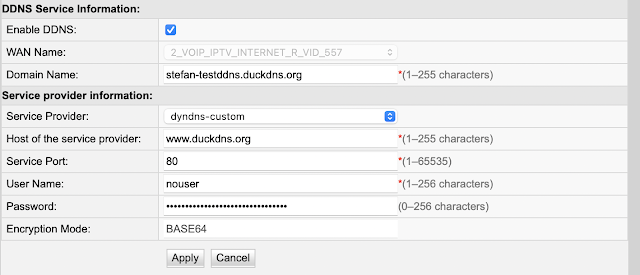 DDNS Service Information:
Enable DDNS:
WAN Name: 2_VOIP_IPTV_INTERNET_R_VID_557
Domain Name: stefan-testddns.duckdns.org *(1–255 characters)
Service provider information:
Service Provider: dyndns-custom
Host of the service provider: www.duckdns.org *(1–255 characters)
Service Port: 80 *(1–65535)
User Name: nouser *(1–256 characters)
Password: •••••••••••••••••••••••••••••••• (0–256 characters)
Encryption Mode: BASE64
Apply Cancel